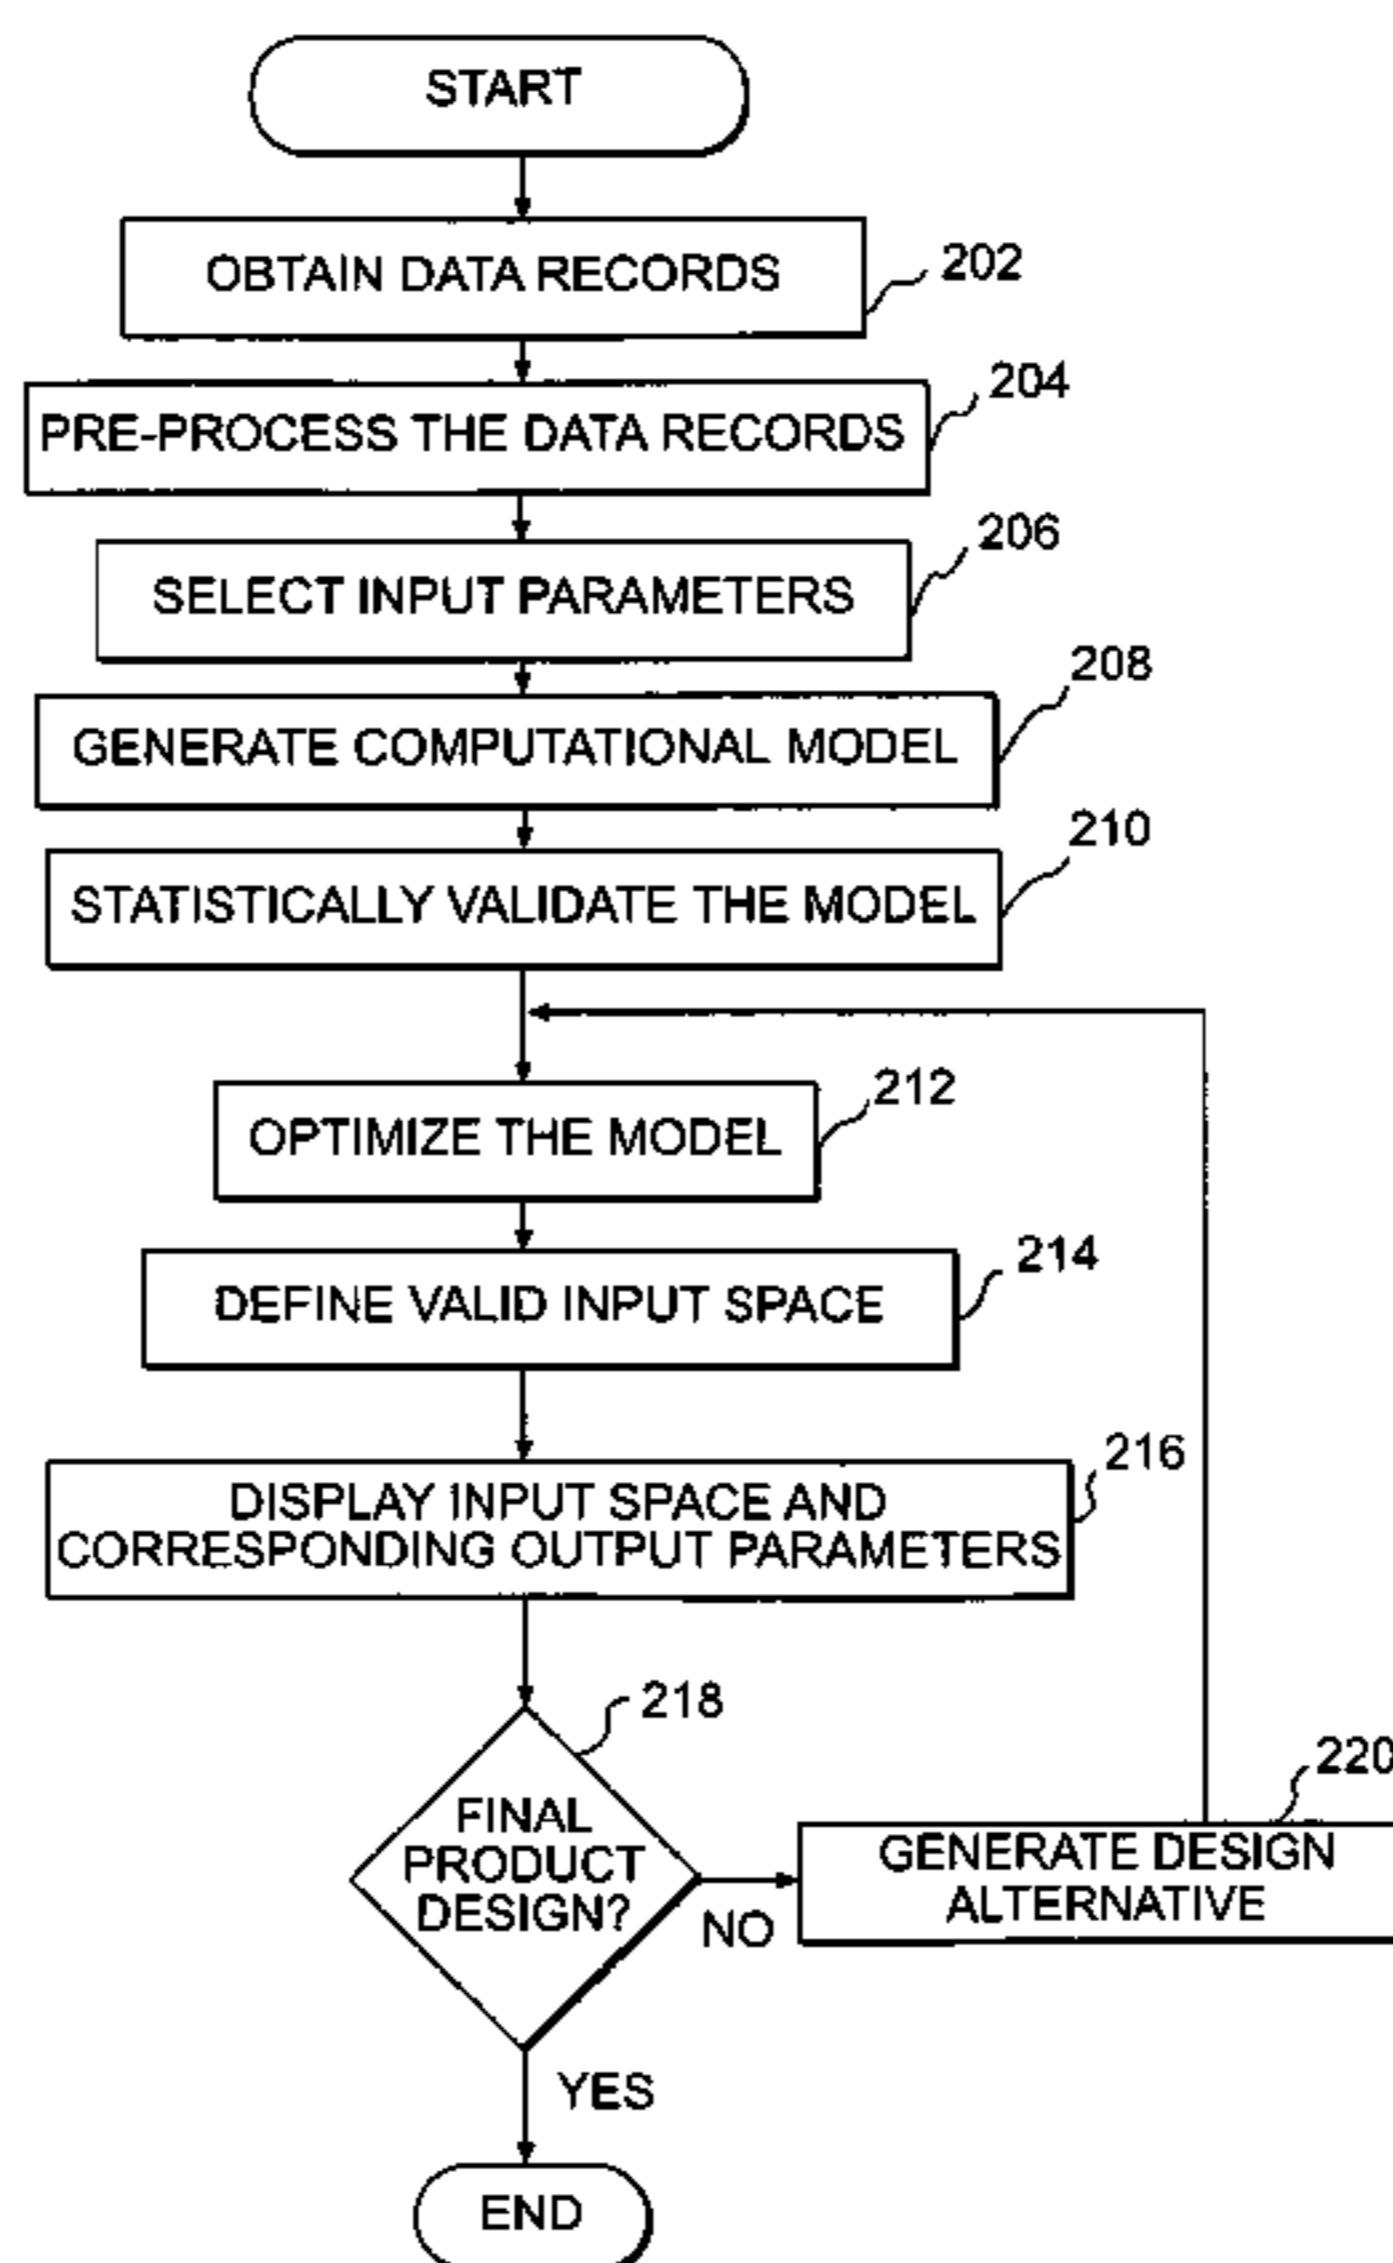 START
OBTAIN DATA RECORDS
202
PRE-PROCESS THE DATA RECORDS
204
SELECT INPUT PARAMETERS
206
GENERATE COMPUTATIONAL MODEL
208
STATISTICALLY VALIDATE THE MODEL
210
OPTIMIZE THE MODEL
212
DEFINE VALID INPUT SPACE
214
DISPLAY INPUT SPACE AND
CORRESPONDING OUTPUT PARAMETERS
216
FINAL
PRODUCT
DESIGN?
218
NO
GENERATE DESIGN
ALTERNATIVE
220
YES
END